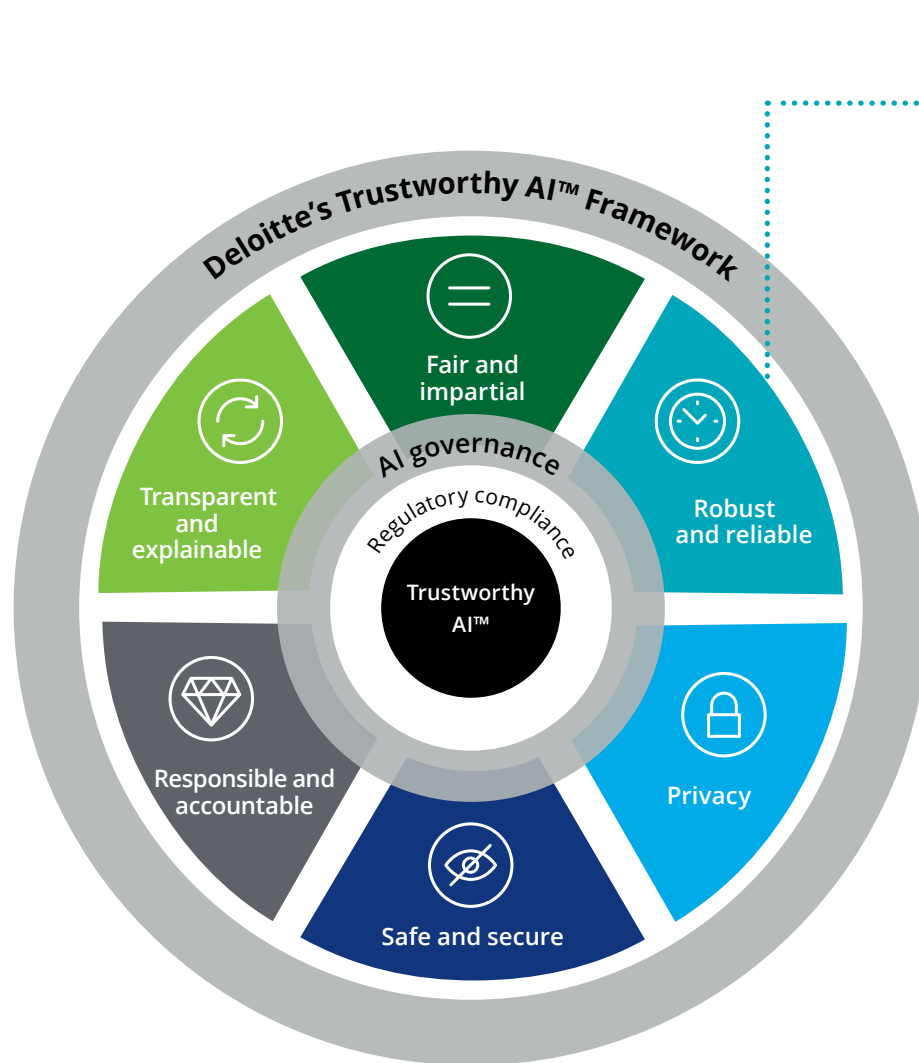 Deloitte’s Trustworthy AI™ Framework
Fair and
impartial
Robust
and reliable
Privacy
Safe and secure
Responsible and
accountable
Transparent
and
explainable
AI governance
Regulatory compliance
Trustworthy
AI™